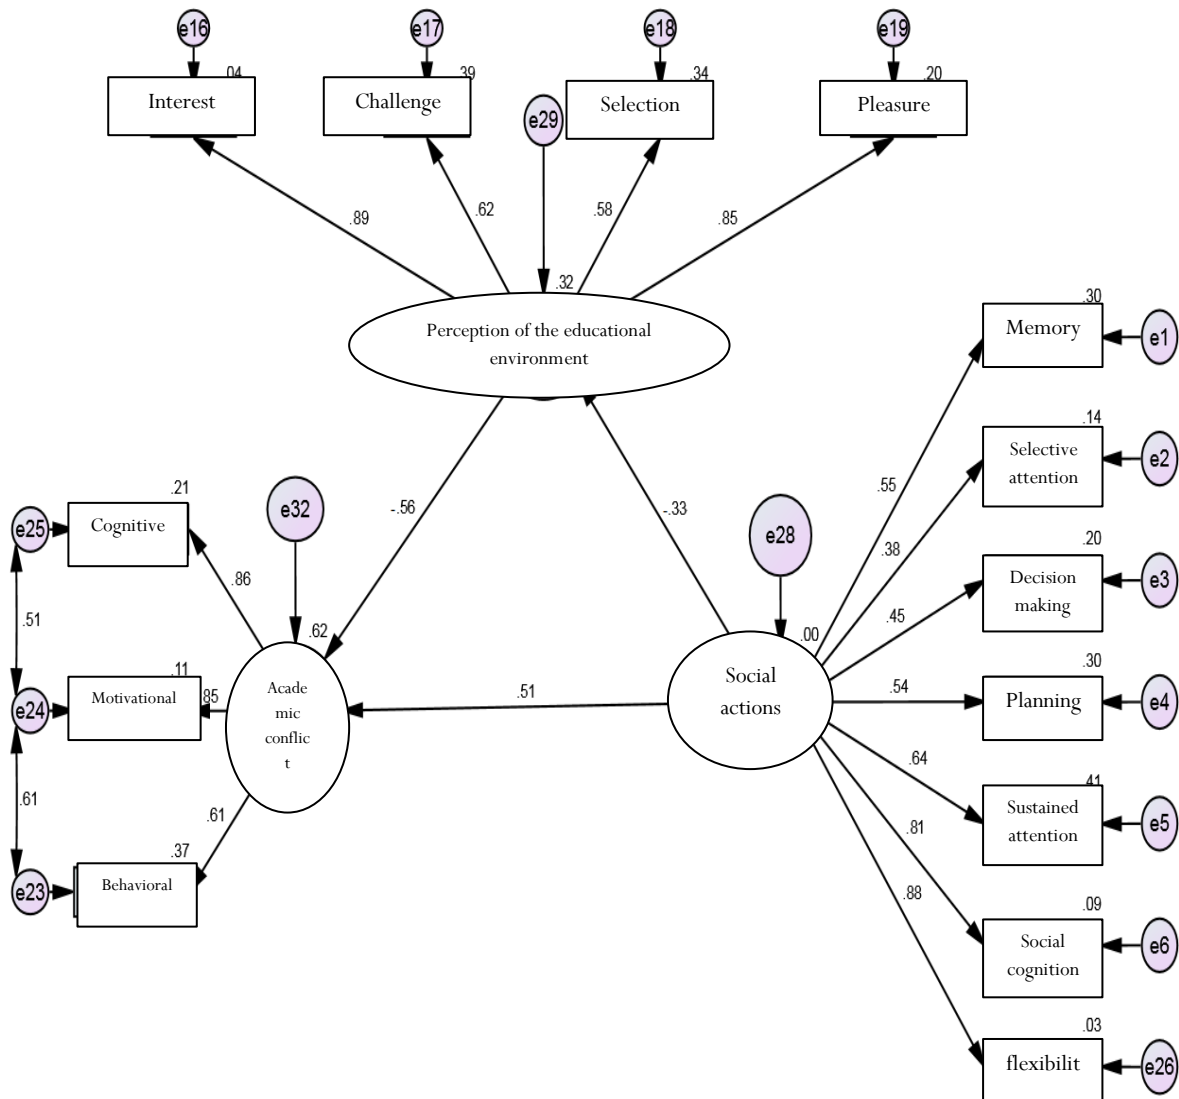 e16
e17
e18
e19
.04
.39
.34
.20
Interest
Challenge
Selection
Pleasure
e29
.89
.62
.58
.85
.32
Perception of the educational
environment
.30
Memory
e1
.14
Selective
attention
e2
.55
.38
-.56
-.33
.21
Cognitive
e25
e32
e28
.20
Decision
making
e3
.45
.86
.51
.62
.00
.11
Motivational
.85
e24
Acade
mic
conflic
t
.51
Social
actions
.54
.30
Planning
e4
.64
.61
.61
.41
Sustained
attention
e5
.81
.37
Behavioral
e23
.88
.09
Social
cognition
e6
.03
flexibilit
e26